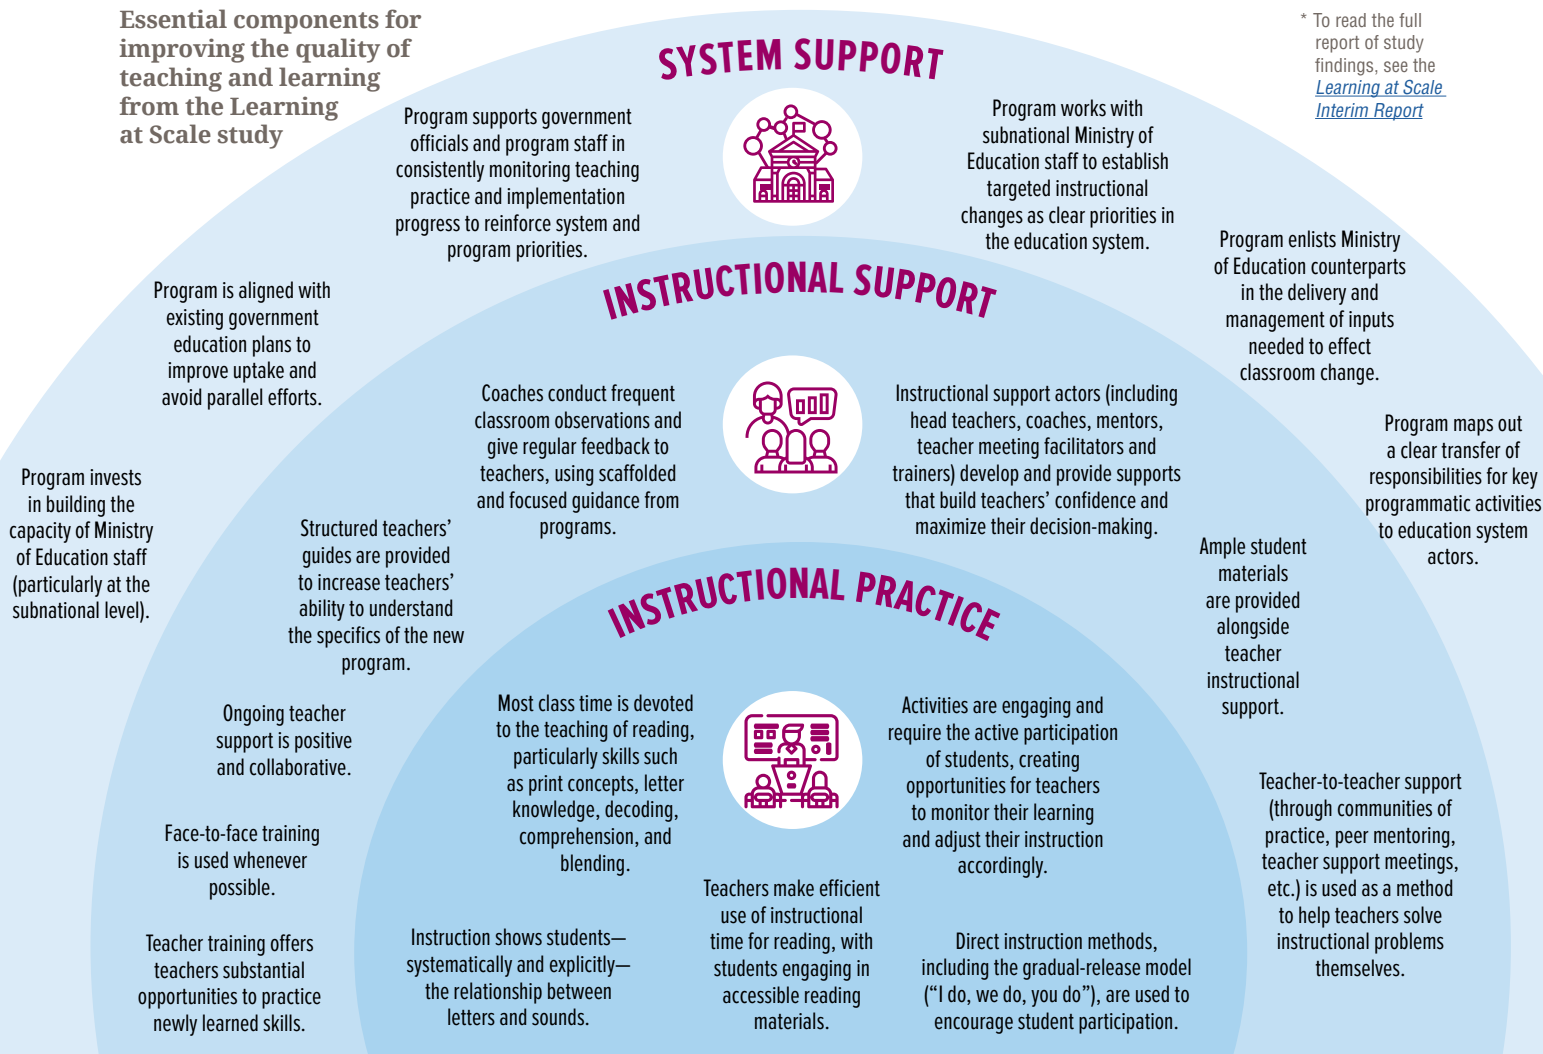 Essential components for
improving the quality of
teaching and learning
from the Learning
at Scale study
* To read the full
report of study
findings, see the
Learning at Scale
Interim Report
SYSTEM SUPPORT
Program invests
in building the
capacity of Ministry
of Education staff
(particularly at the
subnational level).
Program is aligned with
existing government
education plans to
improve uptake and
avoid parallel efforts.
Program supports government
officials and program staff in
consistently monitoring teaching
practice and implementation
progress to reinforce system and
program priorities.
Program works with
subnational Ministry of
Education staff to establish
targeted instructional
changes as clear priorities in
the education system.
Program enlists Ministry
of Education counterparts
in the delivery and
management of inputs
needed to effect
classroom change.
Program maps out
a clear transfer of
responsibilities for key
programmatic activities
to education system
actors.
INSTRUCTIONAL SUPPORT
Teacher training offers
teachers substantial
opportunities to practice
newly learned skills.
Face-to-face training
is used whenever
possible.
Ongoing teacher
support is positive
and collaborative.
Structured teachers’
guides are provided
to increase teachers’
ability to understand
the specifics of the new
program.
Coaches conduct frequent
classroom observations and
give regular feedback to
teachers, using scaffolded
and focused guidance from
programs.
Instructional support actors (including
head teachers, coaches, mentors,
teacher meeting facilitators and
trainers) develop and provide supports
that build teachers’ confidence and
maximize their decision-making.
Ample student
materials
are provided
alongside
teacher
instructional
support.
Teacher-to-teacher support
(through communities of
practice, peer mentoring,
teacher support meetings,
etc.) is used as a method
to help teachers solve
instructional problems
themselves.
INSTRUCTIONAL PRACTICE
Most class time is devoted
to the teaching of reading,
particularly skills such
as print concepts, letter
knowledge, decoding,
comprehension, and
blending.
Activities are engaging and
require the active participation
of students, creating
opportunities for teachers
to monitor their learning
and adjust their instruction
accordingly.
Instruction shows students—
systematically and explicitly—
the relationship between
letters and sounds.
Teachers make efficient
use of instructional
time for reading, with
students engaging in
accessible reading
materials.
Direct instruction methods,
including the gradual-release model
(“I do, we do, you do”), are used to
encourage student participation.